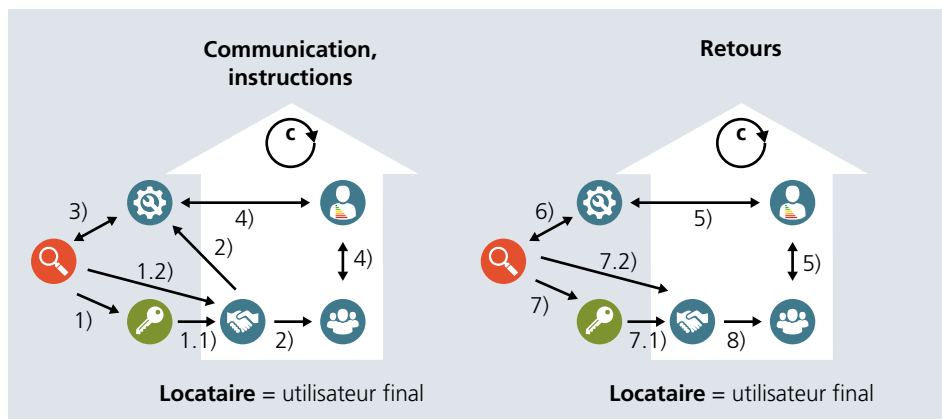 Communication,
instructions
c
3)
4)
2)
4)
1.2)
1)
1.1)
2)
Locataire = utilisateur final
Retours
c
6)
5)
7.2)
5)
7)
7.1)
8)
Locataire = utilisateur final